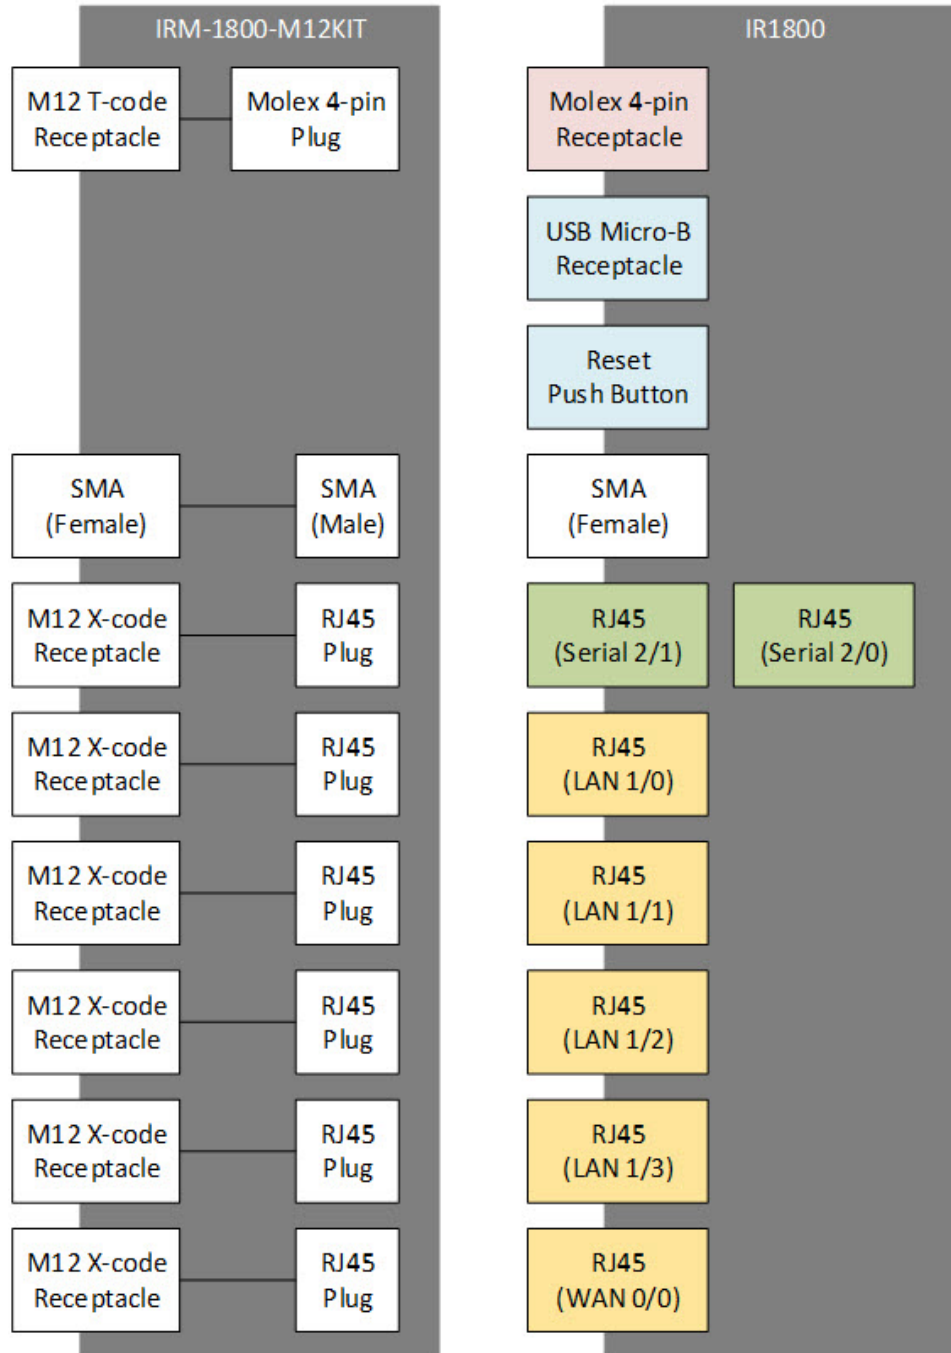 IRM-1800-M12KIT
IR1800
M12 T-code
Receptacle
Molex 4-pin
Plug
Molex 4-pin
Receptacle
USB Micro-B
Receptacle
Reset
Push Button
SMA
(Female)
SMA
(Male)
SMA
(Female)
M12 X-code
Receptacle
RJ45
Plug
RJ45
(Serial 2/1)
RJ45
(Serial 2/0)
M12 X-code
Receptacle
RJ45
Plug
RJ45
(LAN 1/0)
M12 X-code
Receptacle
RJ45
Plug
RJ45
(LAN 1/1)
M12 X-code
Receptacle
RJ45
Plug
RJ45
(LAN 1/2)
M12 X-code
Receptacle
RJ45
Plug
RJ45
(LAN 1/3)
M12 X-code
Receptacle
RJ45
Plug
RJ45
(WAN 0/0)